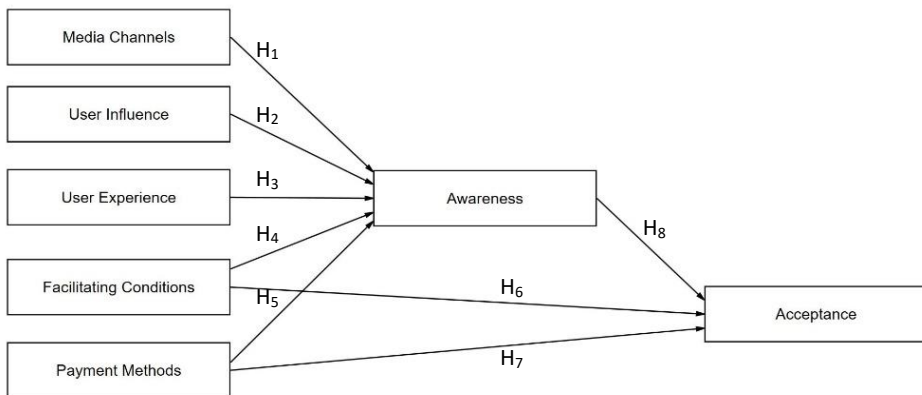 Media Channels
H₁
User Influence
H₂
User Experience
H₃
Awareness
H₄
H₈
Facilitating Conditions
H₅
H₆
Acceptance
H₇
Payment Methods